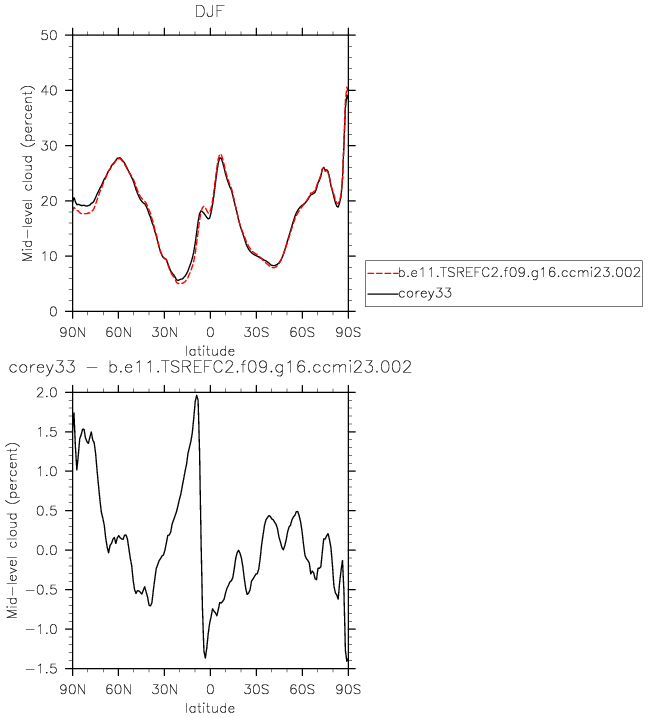 DJF
50
40
30
20
10
0
Mid-level cloud (percent)
90N 60N 30N 0 30S 60S 90S
latitude
b.e11.TSREFC2.f09.g16.ccmi23.002
corey33
corey33 - b.e11.TSREFC2.f09.g16.ccmi23.002
2.0
1.5
1.0
0.5
0.0
-0.5
-1.0
-1.5
Mid-level cloud (percent)
90N 60N 30N 0 30S 60S 90S
latitude